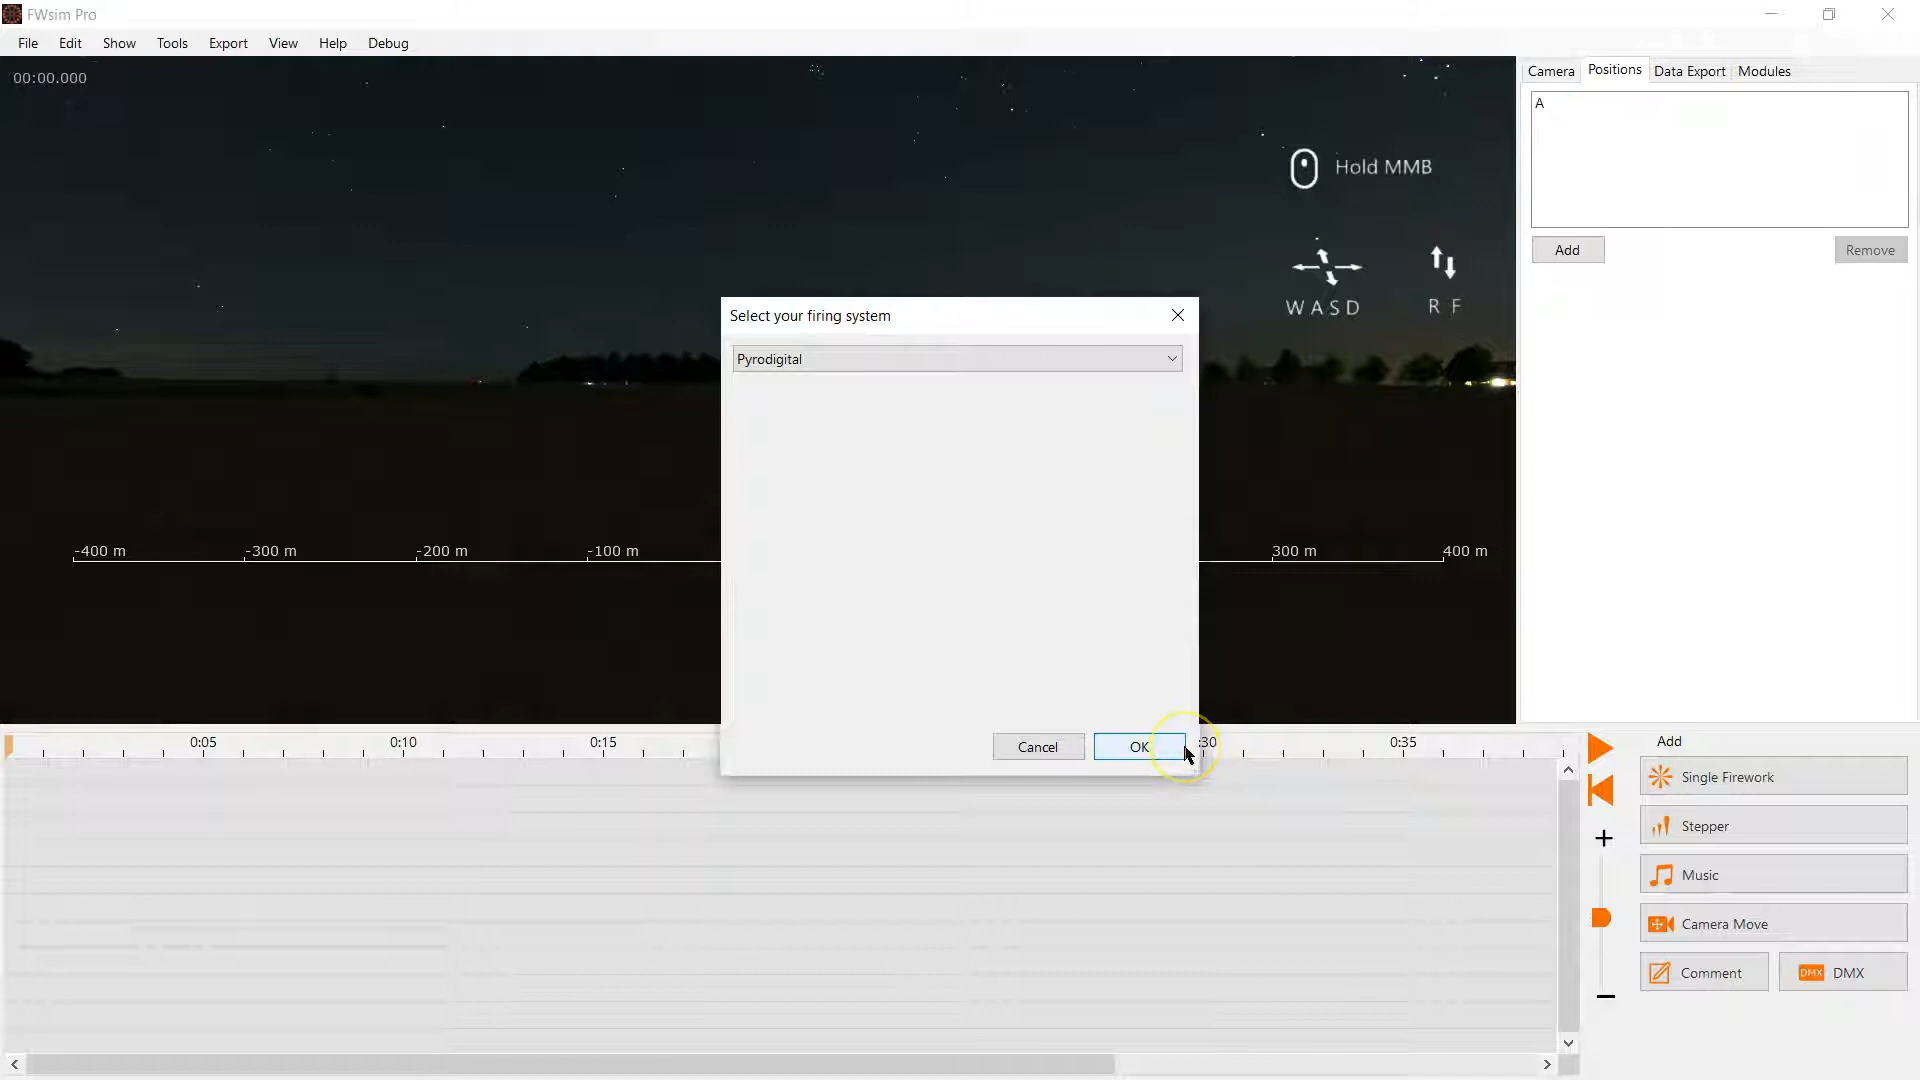 FWsim Pro
File Edit Show Tools Export View Help Debug
00:00.000
Hold MMB
W A S D R F
-400 m -300 m -200 m -100 m 300 m 400 m
Select your firing system
Pyrodigital
Cancel OK
Camera Positions Data Export Modules
A
Add Remove
0:05 0:10 0:15 :30 0:35
Add
Single Firework
Stepper
Music
Camera Move
Comment DMX DMX